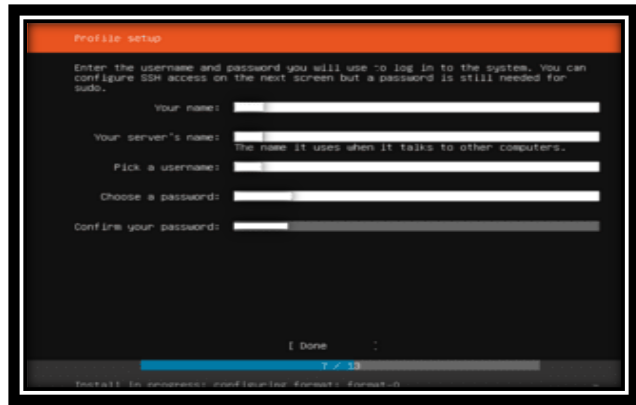 Profile setup
Enter the username and password you will use to log in to the system. You can
configure SSH access on the next screen but a password is still needed for
sudo.
Your name:
Your server's name:
The name it uses when it talks to other computers.
Pick a username:
Choose a password:
Confirm your password:
[ Done ]
7 / 10
Install in progress: configuring format: format-0